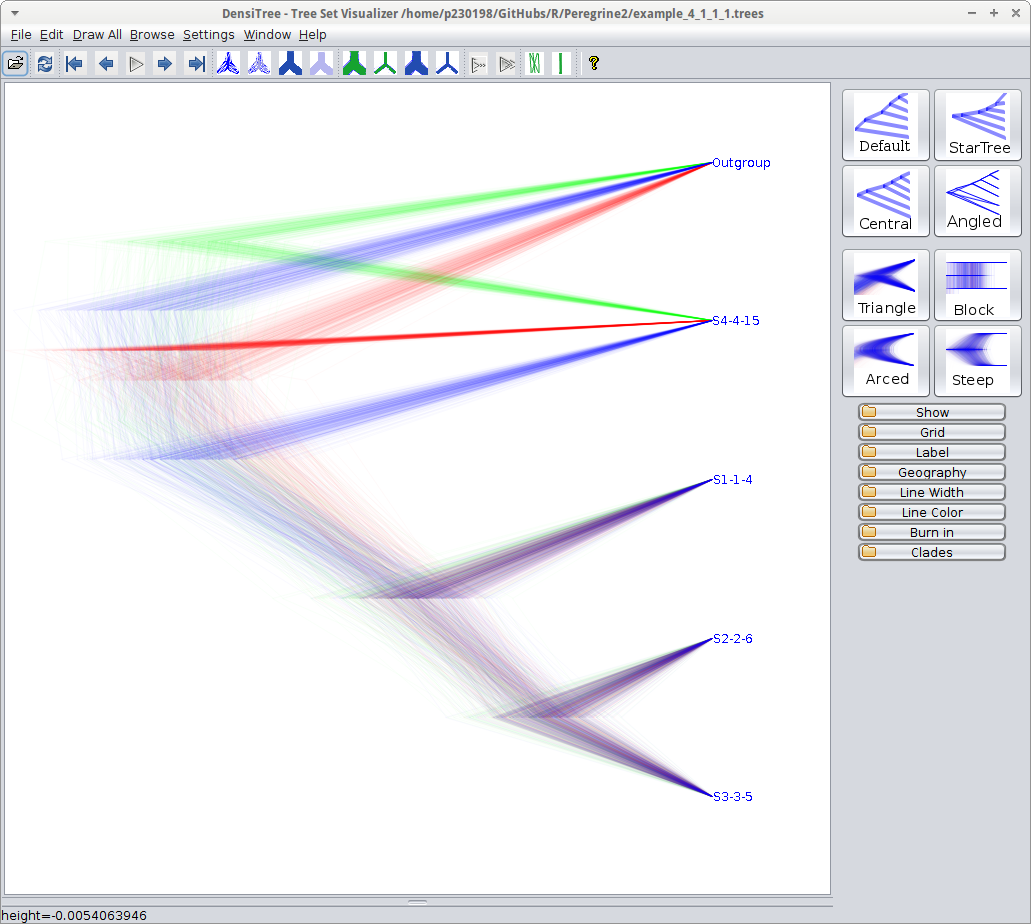 DensiTree - Tree Set Visualizer /home/p230198/GitHubs/R/Peregrine2/example_4_1_1_1.trees
File Edit Draw All Browse Settings Window Help
?
Outgroup
S4-4-15
S1-1-4
S2-2-6
S3-3-5
Default StarTree
Central Angled
Triangle Block
Arced Steep
Show
Grid
Label
Geography
Line Width
Line Color
Burn in
Clades
height=-0.0054063946